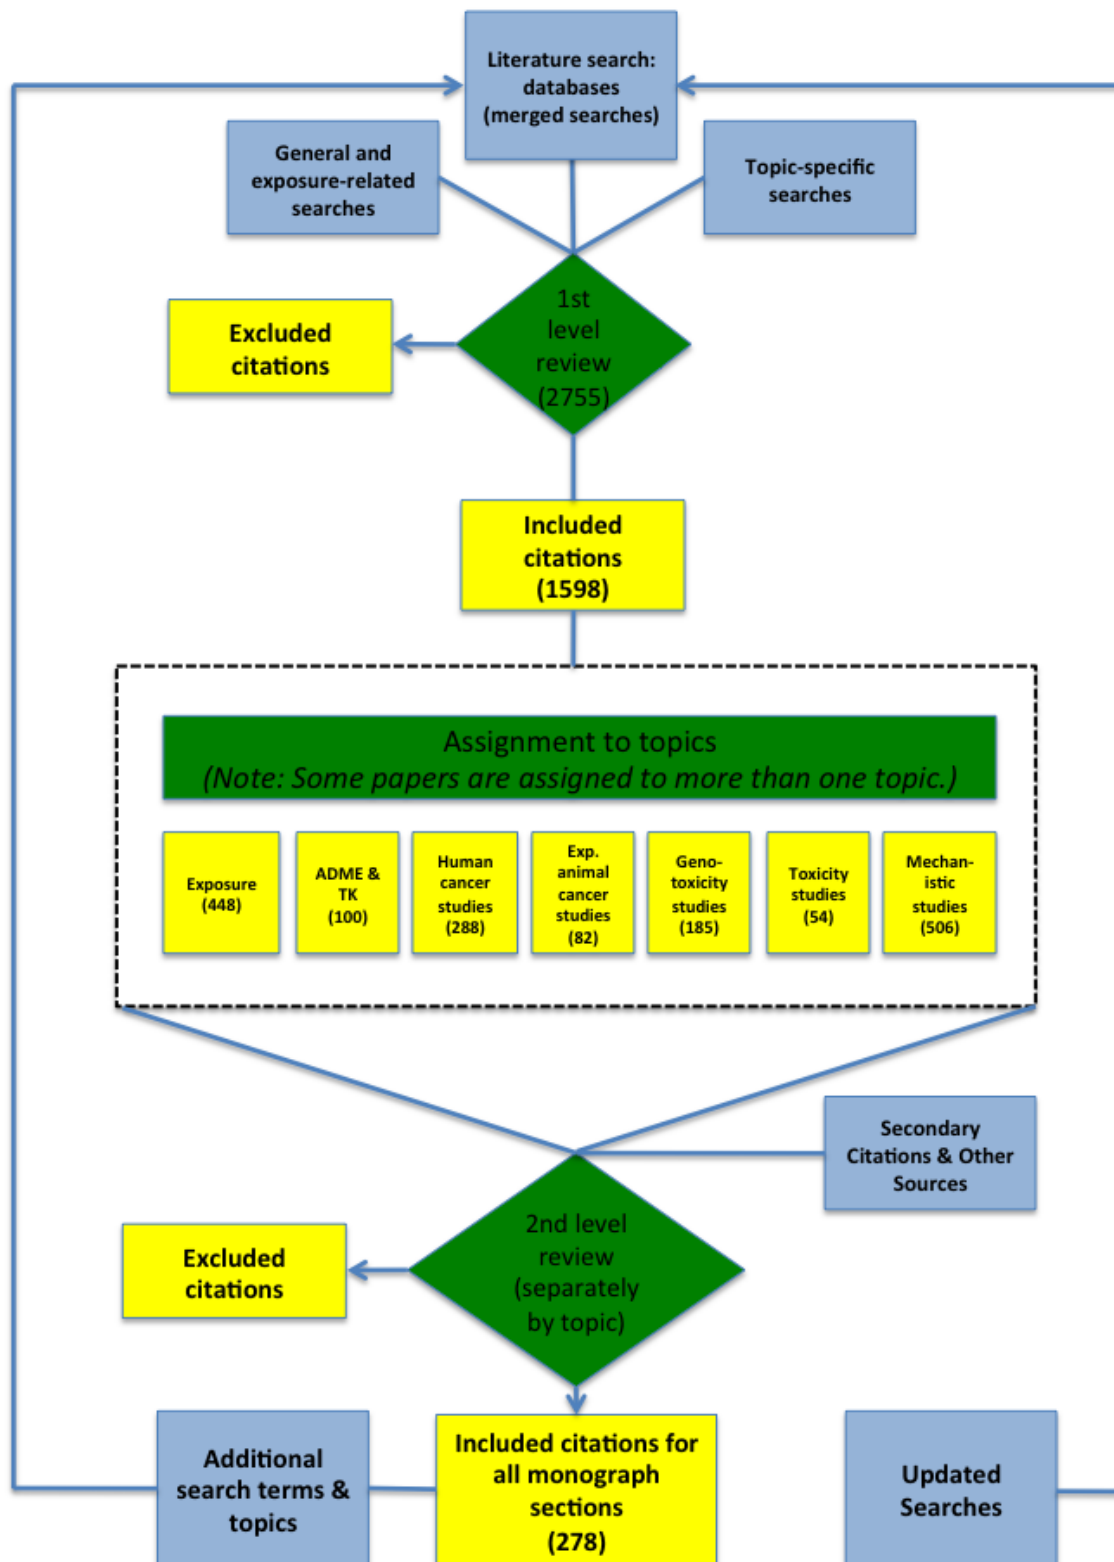 Literature search:
databases
(merged searches)
General and
exposure-related
searches
Topic-specific
searches
1st
level
review
(2755)
Excluded
citations
Included
citations
(1598)
Assignment to topics
(Note: Some papers are assigned to more than one topic.)
Exposure
(448)
ADME &
TK
(100)
Human
cancer
studies
(288)
Exp.
animal
cancer
studies
(82)
Geno-
toxicity
studies
(185)
Toxicity
studies
(54)
Mechan-
istic
studies
(506)
Secondary
Citations & Other
Sources
2nd level
review
(separately
by topic)
Excluded
citations
Additional
search terms &
topics
Included citations for
all monograph
sections
(278)
Updated
Searches